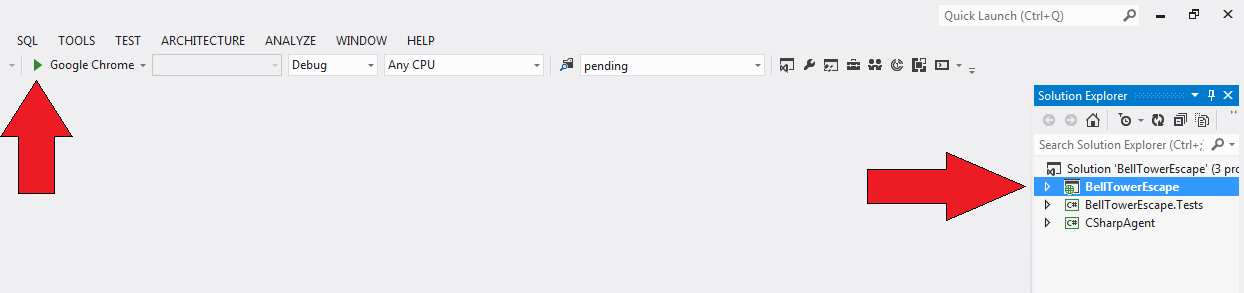 Quick Launch (Ctrl+Q)
SQL TOOLS TEST ARCHITECTURE ANALYZE WINDOW HELP
Google Chrome Debug Any CPU pending
Solution Explorer
Search Solution Explorer (Ctrl+;
Solution 'BellTowerEscape' (3 pro
BellTowerEscape
C# BellTowerEscape.Tests
C# CSharpAgent